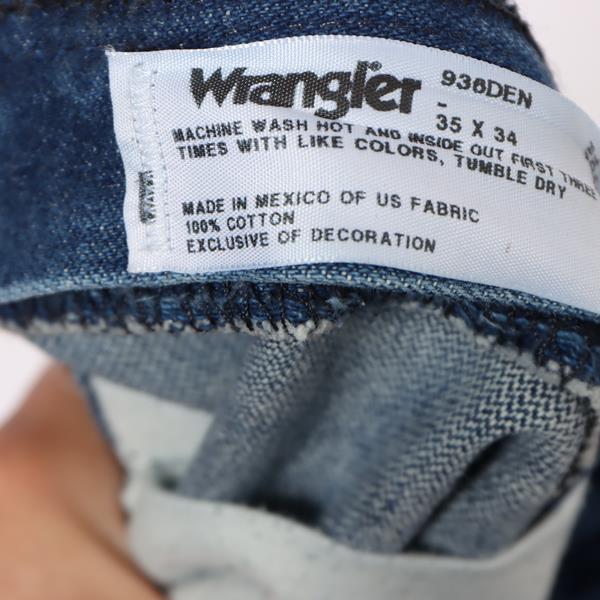 Wrangler
936DEN
-
35 X 34
MACHINE WASH HOT AND INSIDE OUT FIRST THREE
TIMES WITH LIKE COLORS, TUMBLE DRY
MADE IN MEXICO OF US FABRIC
100% COTTON
EXCLUSIVE OF DECORATION